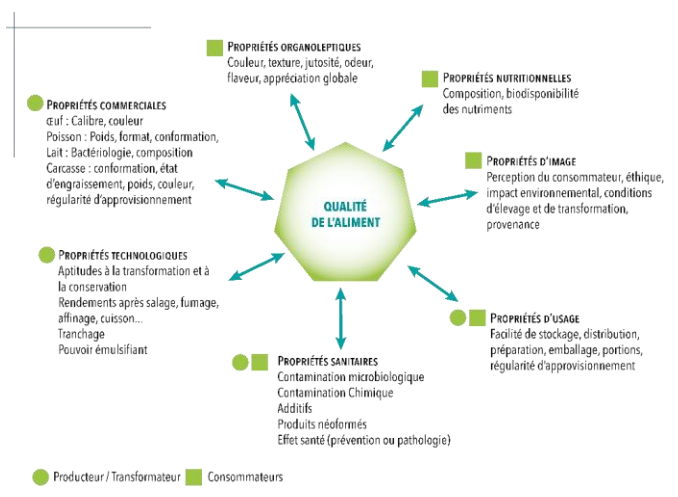 PROPRIÉTÉS ORGANOLEPTIQUES
Couleur, texture, jutosité, odeur,
flaveur, appréciation globale
PROPRIÉTÉS NUTRITIONNELLES
Composition, biodisponibilité
des nutriments
PROPRIÉTÉS COMMERCIALES
Œuf : Calibre, couleur
Poisson : Poids, format, conformation,
Lait : Bactériologie, composition
Carcasse : conformation, état
d'engraissement, poids, couleur,
régularité d'approvisionnement
PROPRIÉTÉS D'IMAGE
Perception du consommateur, éthique,
impact environnemental, conditions
d'élevage et de transformation,
provenance
QUALITÉ
DE L'ALIMENT
PROPRIÉTÉS TECHNOLOGIQUES
Aptitudes à la transformation et à
la conservation
Rendements après salage, fumage,
affinage, cuisson...
Tranchage
Pouvoir émulsifiant
PROPRIÉTÉS D'USAGE
Facilité de stockage, distribution,
préparation, emballage, portions,
régularité d'approvisionnement
PROPRIÉTÉS SANITAIRES
Contamination microbiologique
Contamination Chimique
Additifs
Produits néoformés
Effet santé (prévention ou pathologie)
Producteur / Transformateur
Consommateurs